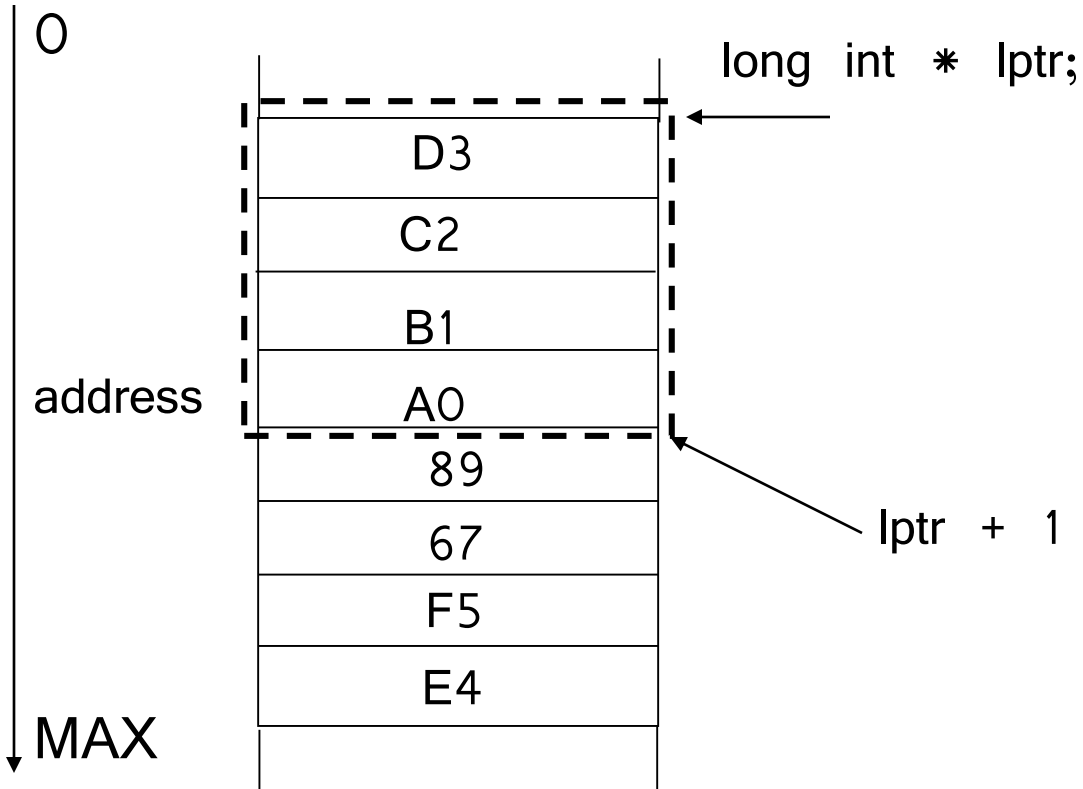 0
long int * lptr;
D3
C2
B1
address
A0
89
67
lptr + 1
F5
E4
MAX